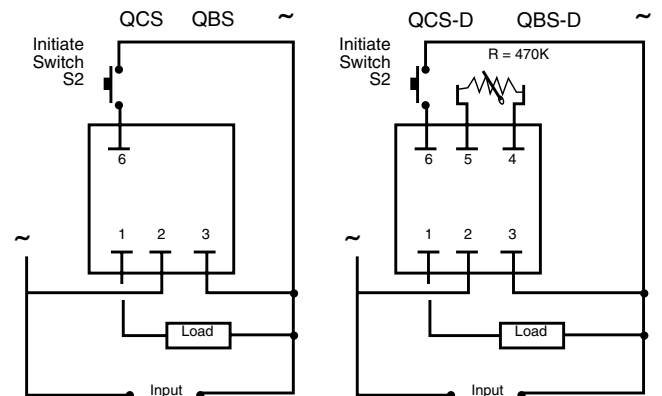 QCS QBS ~
Initiate
Switch
S2
6
1 2 3
~
Load
Input
QCS-D QBS-D ~
Initiate
Switch
S2
R = 470K
6 5 4
1 2 3
~
Load
Input